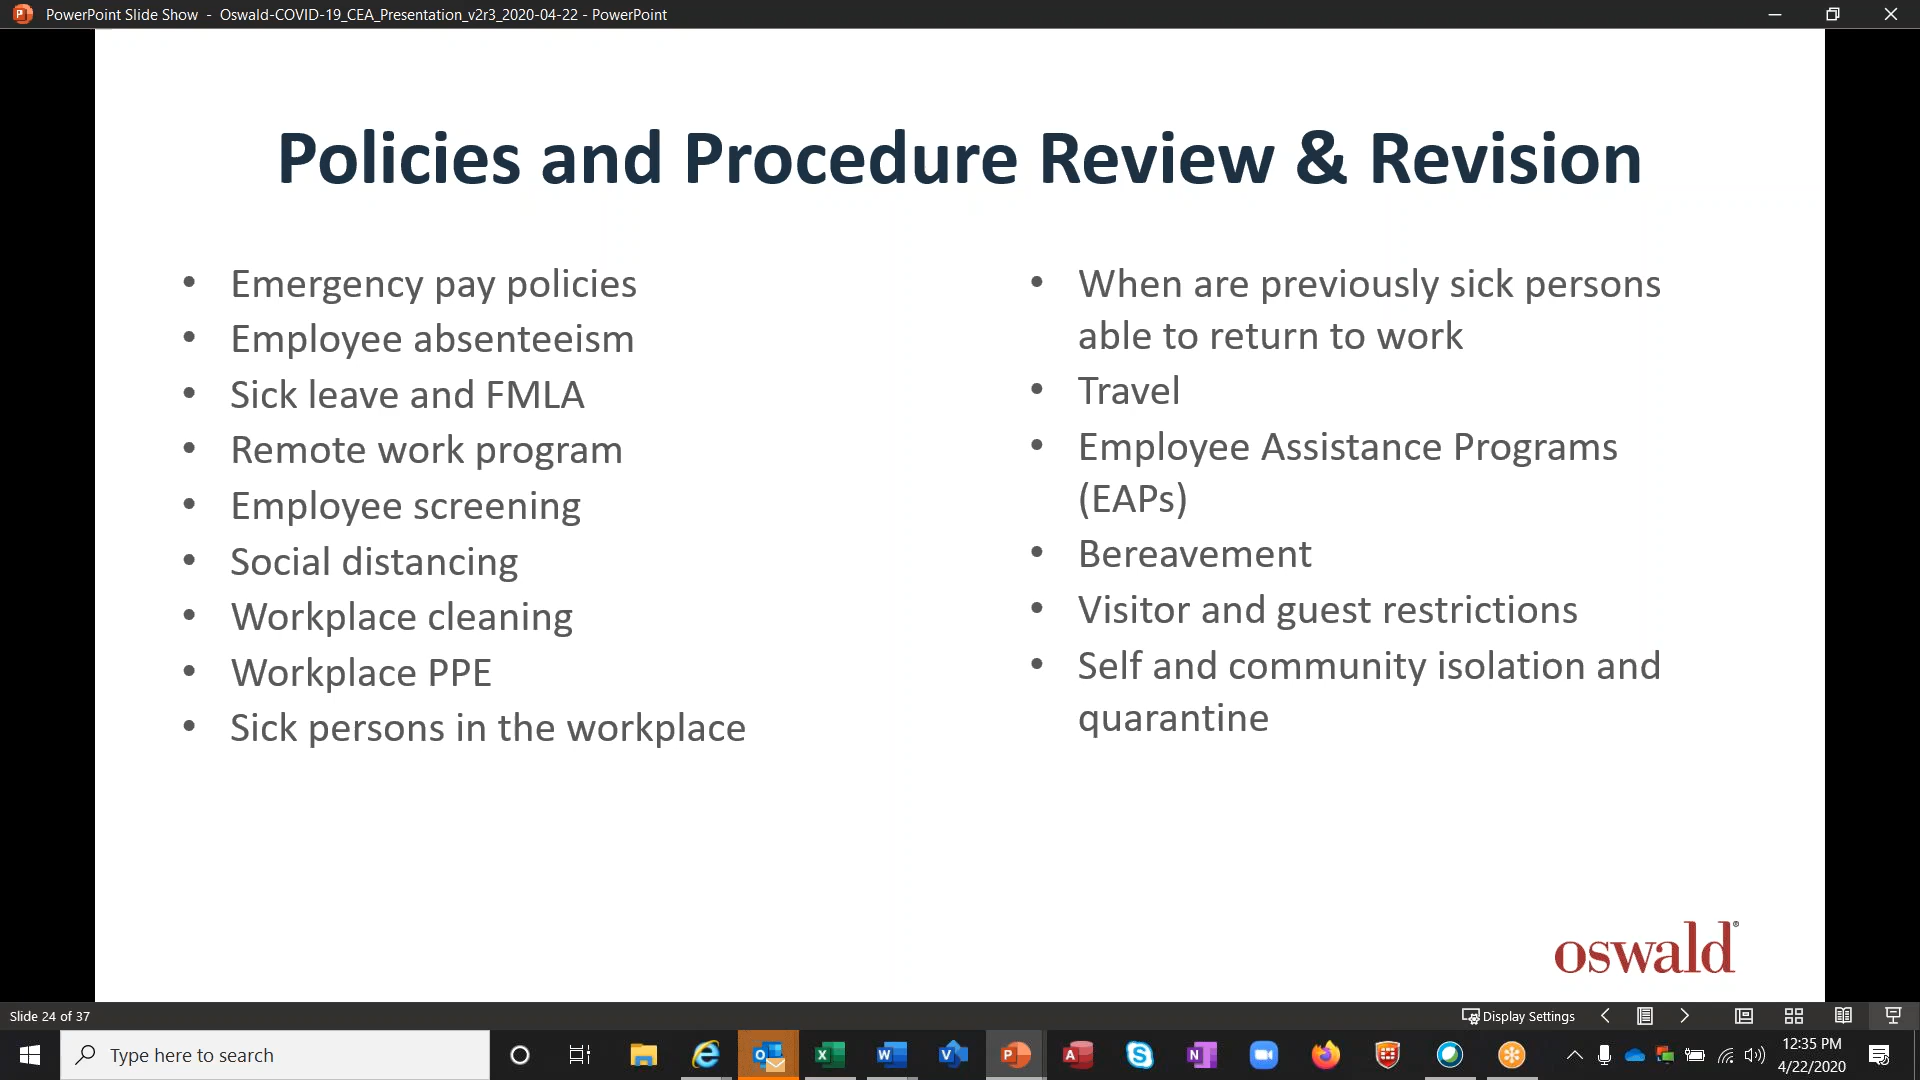 PowerPoint Slide Show - Oswald-COVID-19_CEA_Presentation_v2r3_2020-04-22 - PowerPoint
Policies and Procedure Review & Revision
• Emergency pay policies
• Employee absenteeism
• Sick leave and FMLA
• Remote work program
• Employee screening
• Social distancing
• Workplace cleaning
• Workplace PPE
• Sick persons in the workplace
• When are previously sick persons
able to return to work
• Travel
• Employee Assistance Programs
(EAPs)
• Bereavement
• Visitor and guest restrictions
• Self and community isolation and
quarantine
oswald®
Slide 24 of 37
Display Settings
Type here to search
12:35 PM
4/22/2020